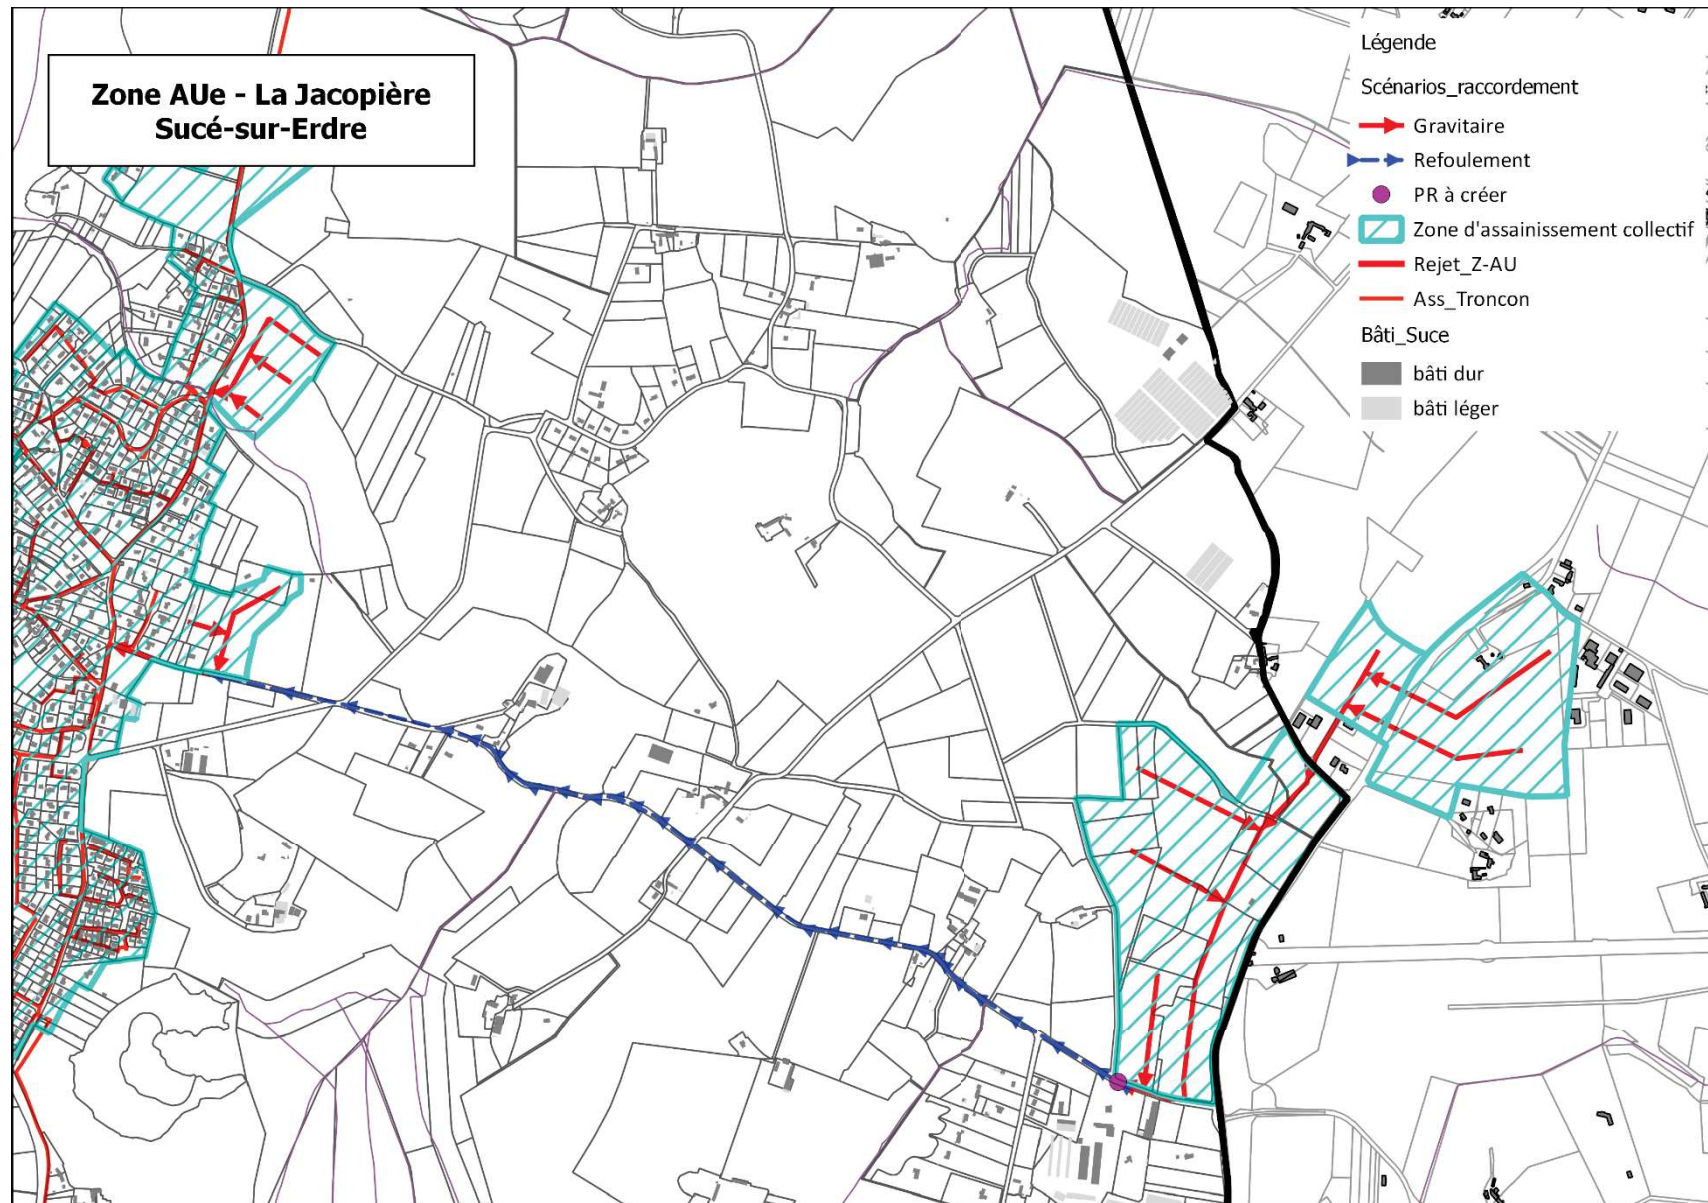 Zone AUe - La Jacopière
Sucé-sur-Erdre
Légende
Scénarios_raccordement
Gravitaire
Refoulement
PR à créer
Zone d'assainissement collectif
Rejet_Z-AU
Ass_Troncon
Bâti_Suce
bâti dur
bâti léger